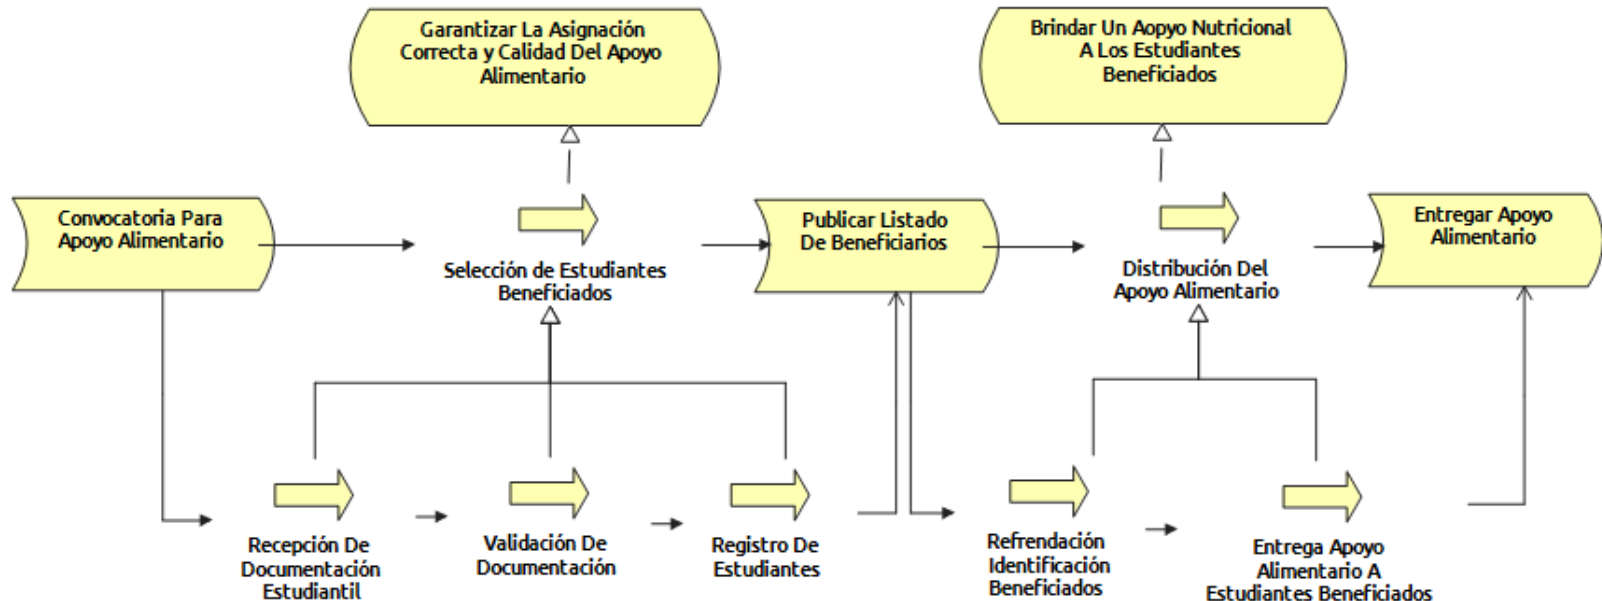 Garantizar La Asignación
Correcta y Calidad Del Apoyo
Alimentario
Brindar Un Aopyo Nutricional
A Los Estudiantes
Beneficiados
Convocatoria Para
Apoyo Alimentario
Selección de Estudiantes
Beneficiados
Publicar Listado
De Beneficiarios
Distribución Del
Apoyo Alimentario
Entregar Apoyo
Alimentario
Recepción De
Documentación
Estudiantil
Validación De
Documentación
Registro De
Estudiantes
Refrendación
Identificación
Beneficiados
Entrega Apoyo
Alimentario A
Estudiantes Beneficiados